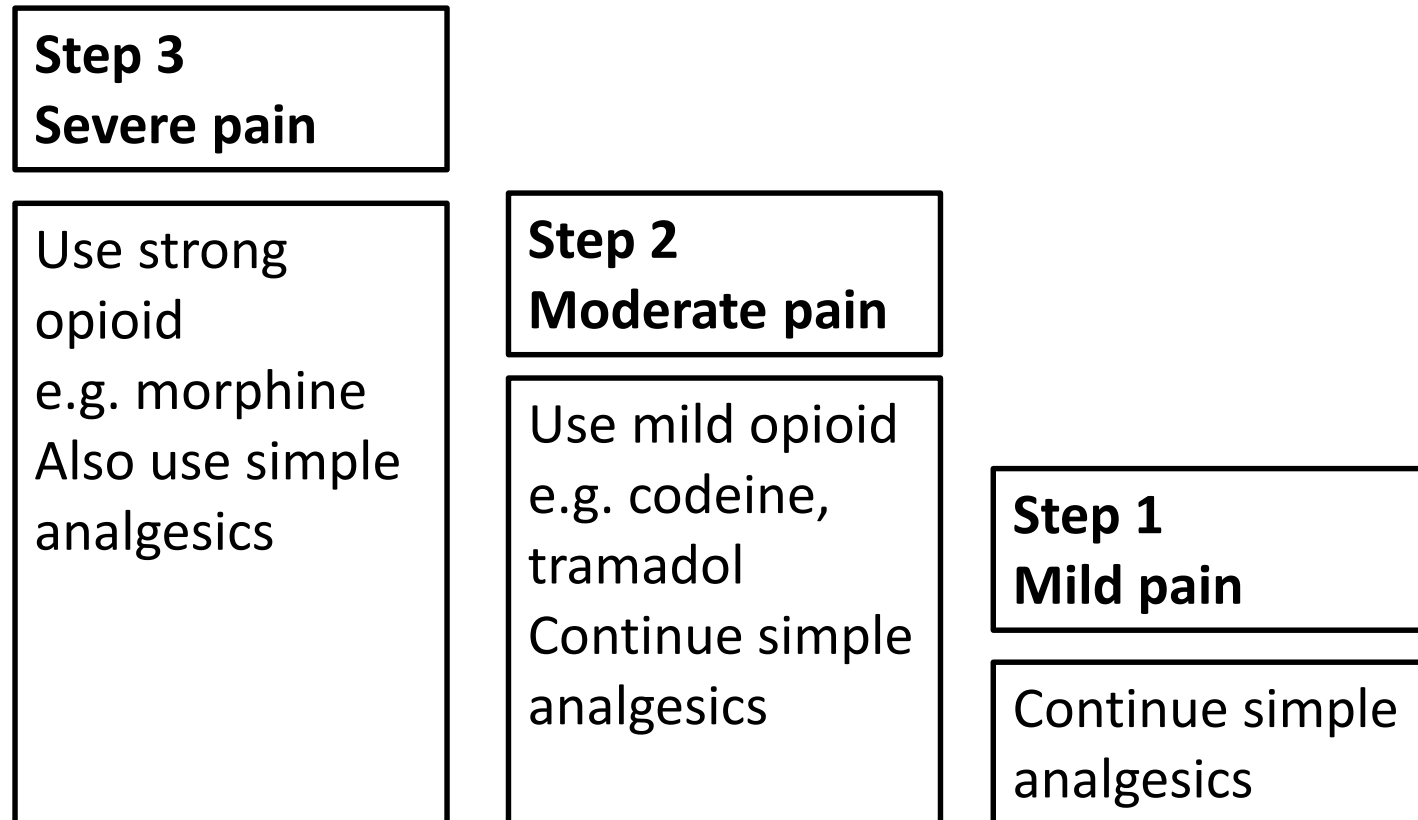 Step 3
Severe pain
Use strong
opioid
e.g. morphine
Also use simple
analgesics
Step 2
Moderate pain
Use mild opioid
e.g. codeine,
tramadol
Continue simple
analgesics
Step 1
Mild pain
Continue simple
analgesics